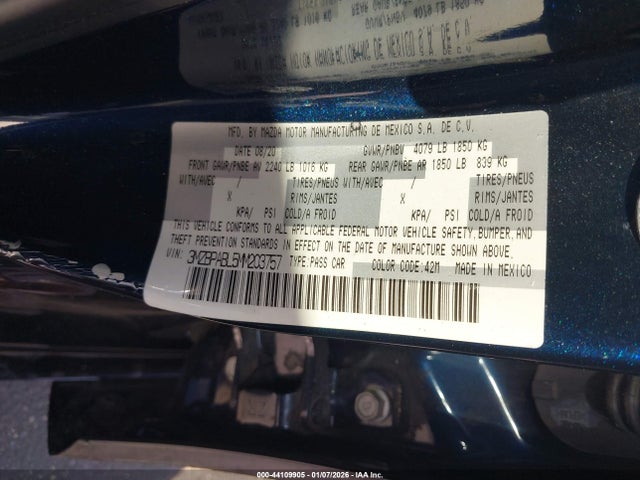 MFD. BY MAZDA MOTOR MANUFACTURING DE MEXICO S.A. DE C.V.
DATE 08/20 GVWR/PNBV 4079 LB 1850 KG
FRONT GAWR/PNBE AV 2240 LB 1016 KG REAR GAWR/PNBE AR 1850 LB 839 KG
WITH/AVEC / TIRES/PNEUS WITH/AVEC / TIRES/PNEUS
X RIMS/JANTES X RIMS/JANTES
KPA/ PSI COLD/A FROID KPA/ PSI COLD/A FROID
THIS VEHICLE CONFORMS TO ALL APPLICABLE FEDERAL MOTOR VEHICLE SAFETY, BUMPER, AND
THEFT PREVENTION STANDARDS IN EFFECT ON THE DATE OF MANUFACTURE SHOWN ABOVE.
VIN: 3MZBPABL5MM203757 TYPE: PASS CAR COLOR CODE: 42M MADE IN MEXICO
000-44109905 01/07/2026 © Copyright IAA, Inc.